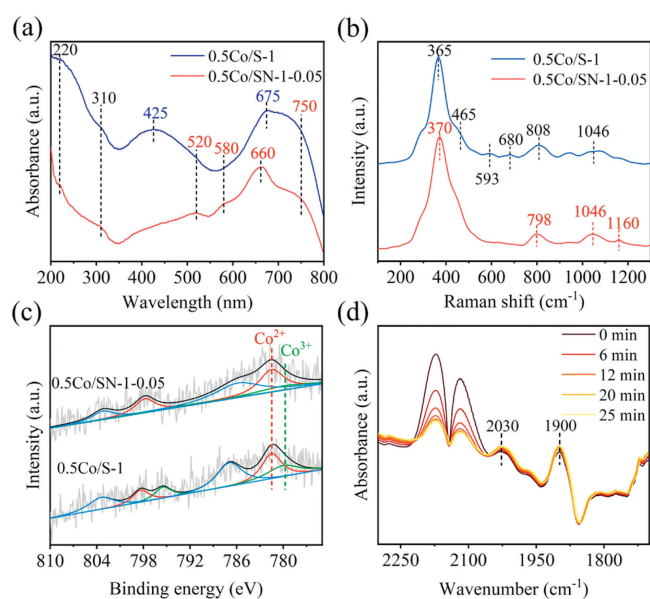 (a)
220
310
425
675
750
520
580
660
0.5Co/S-1
0.5Co/SN-1-0.05
Absorbance (a.u.)
200 300 400 500 600 700 800
Wavelength (nm)
(b)
365
370
465
593
680
808
1046
798
1046
1160
0.5Co/S-1
0.5Co/SN-1-0.05
Intensity (a.u.)
200 400 600 800 1000 1200
Raman shift (cm-1)
(c)
Co2+
Co3+
0.5Co/SN-1-0.05
0.5Co/S-1
Intensity (a.u.)
810 804 798 792 786 780
Binding energy (eV)
(d)
0 min
6 min
12 min
20 min
25 min
2030
1900
Absorbance (a.u.)
2250 2100 1950 1800
Wavenumber (cm-1)